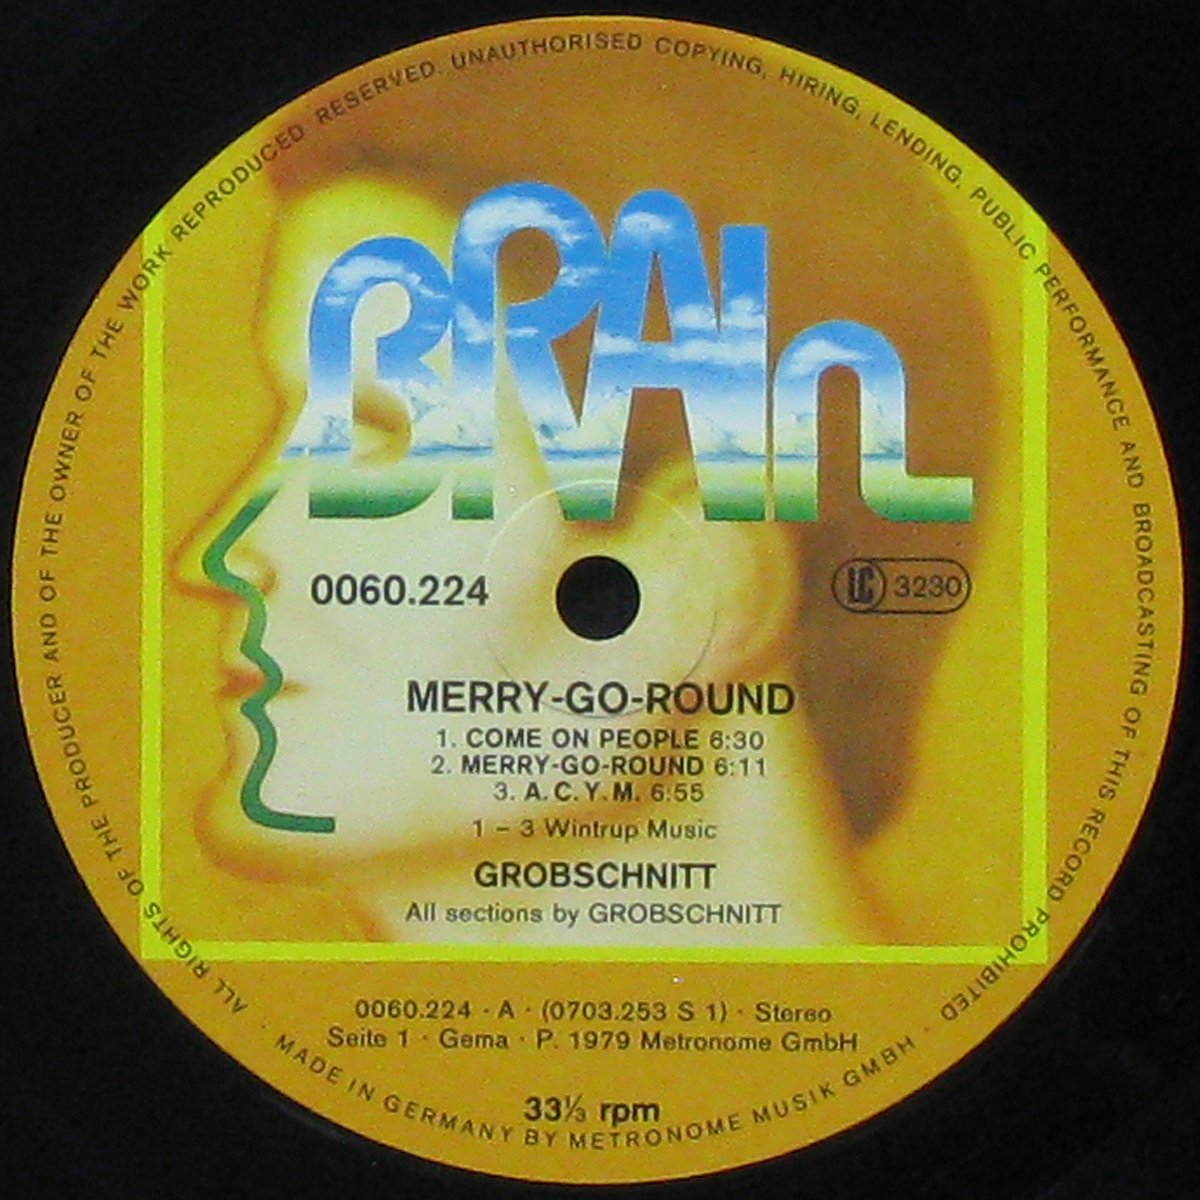 ALL RIGHTS OF THE PRODUCER AND OF THE OWNER OF THE WORK REPRODUCED RESERVED. UNAUTHORISED COPYING, HIRING, LENDING, PUBLIC PERFORMANCE AND BROADCASTING OF THIS RECORD PROHIBITED ·
BRAIn
0060.224
LC 3230
MERRY-GO-ROUND
1. COME ON PEOPLE 6:30
2. MERRY-GO-ROUND 6:11
3. A.C.Y.M. 6:55
1 – 3 Wintrup Music
GROBSCHNITT
All sections by GROBSCHNITT
0060.224 · A · (0703.253 S 1) · Stereo
Seite 1 · Gema · P. 1979 Metronome GmbH
33⅓ rpm
· MADE IN GERMANY BY METRONOME MUSIK GMBH